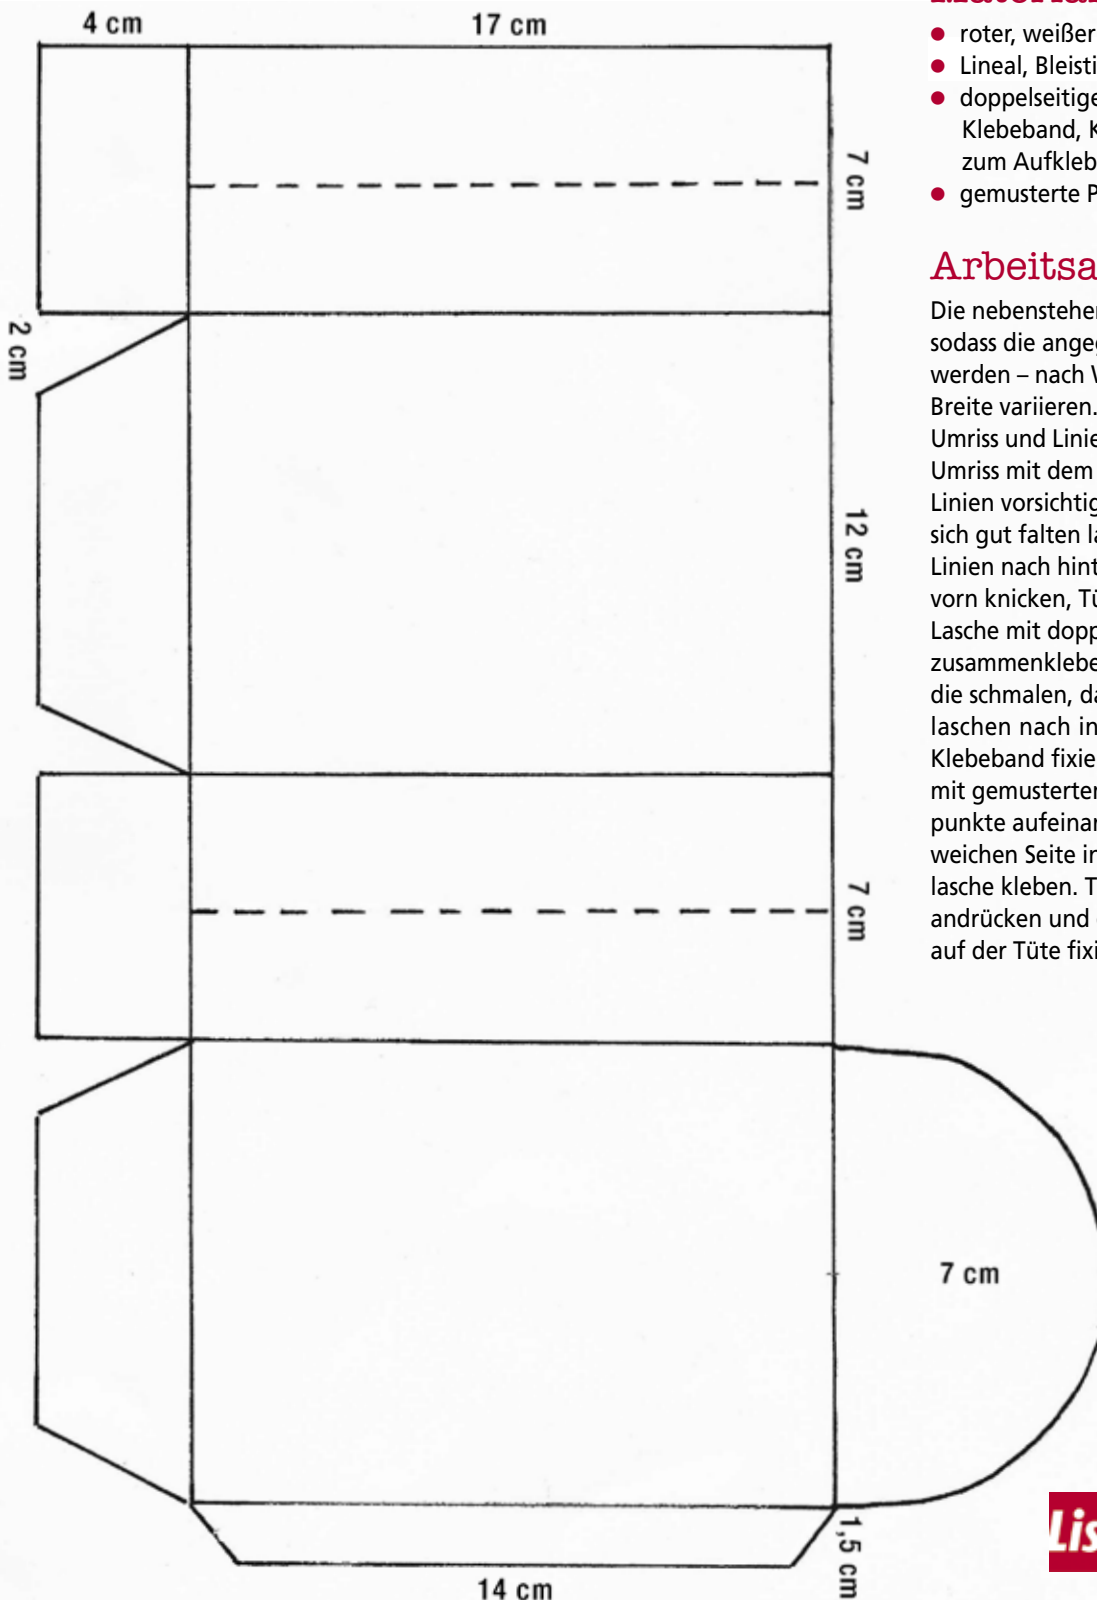 4 cm
17 cm
7 cm
2 cm
12 cm
7 cm
7 cm
1,5 cm
14 cm
roter, weißer
Lineal, Bleisti
doppelseitige
Klebeband, K
zum Aufkleb
gemusterte P
Arbeitsa
Die nebensteher
sodass die ange
werden – nach W
Breite variieren.
Umriss und Linie
Umriss mit dem
Linien vorsichtig
sich gut falten la
Linien nach hint
vorn knicken, Tü
Lasche mit dopp
zusammenklebe
die schmalen, da
laschen nach in
Klebeband fixie
mit gemusterter
punkte aufeinar
weichen Seite in
lasche kleben. T
andrücken und
auf der Tüte fixi
Lis